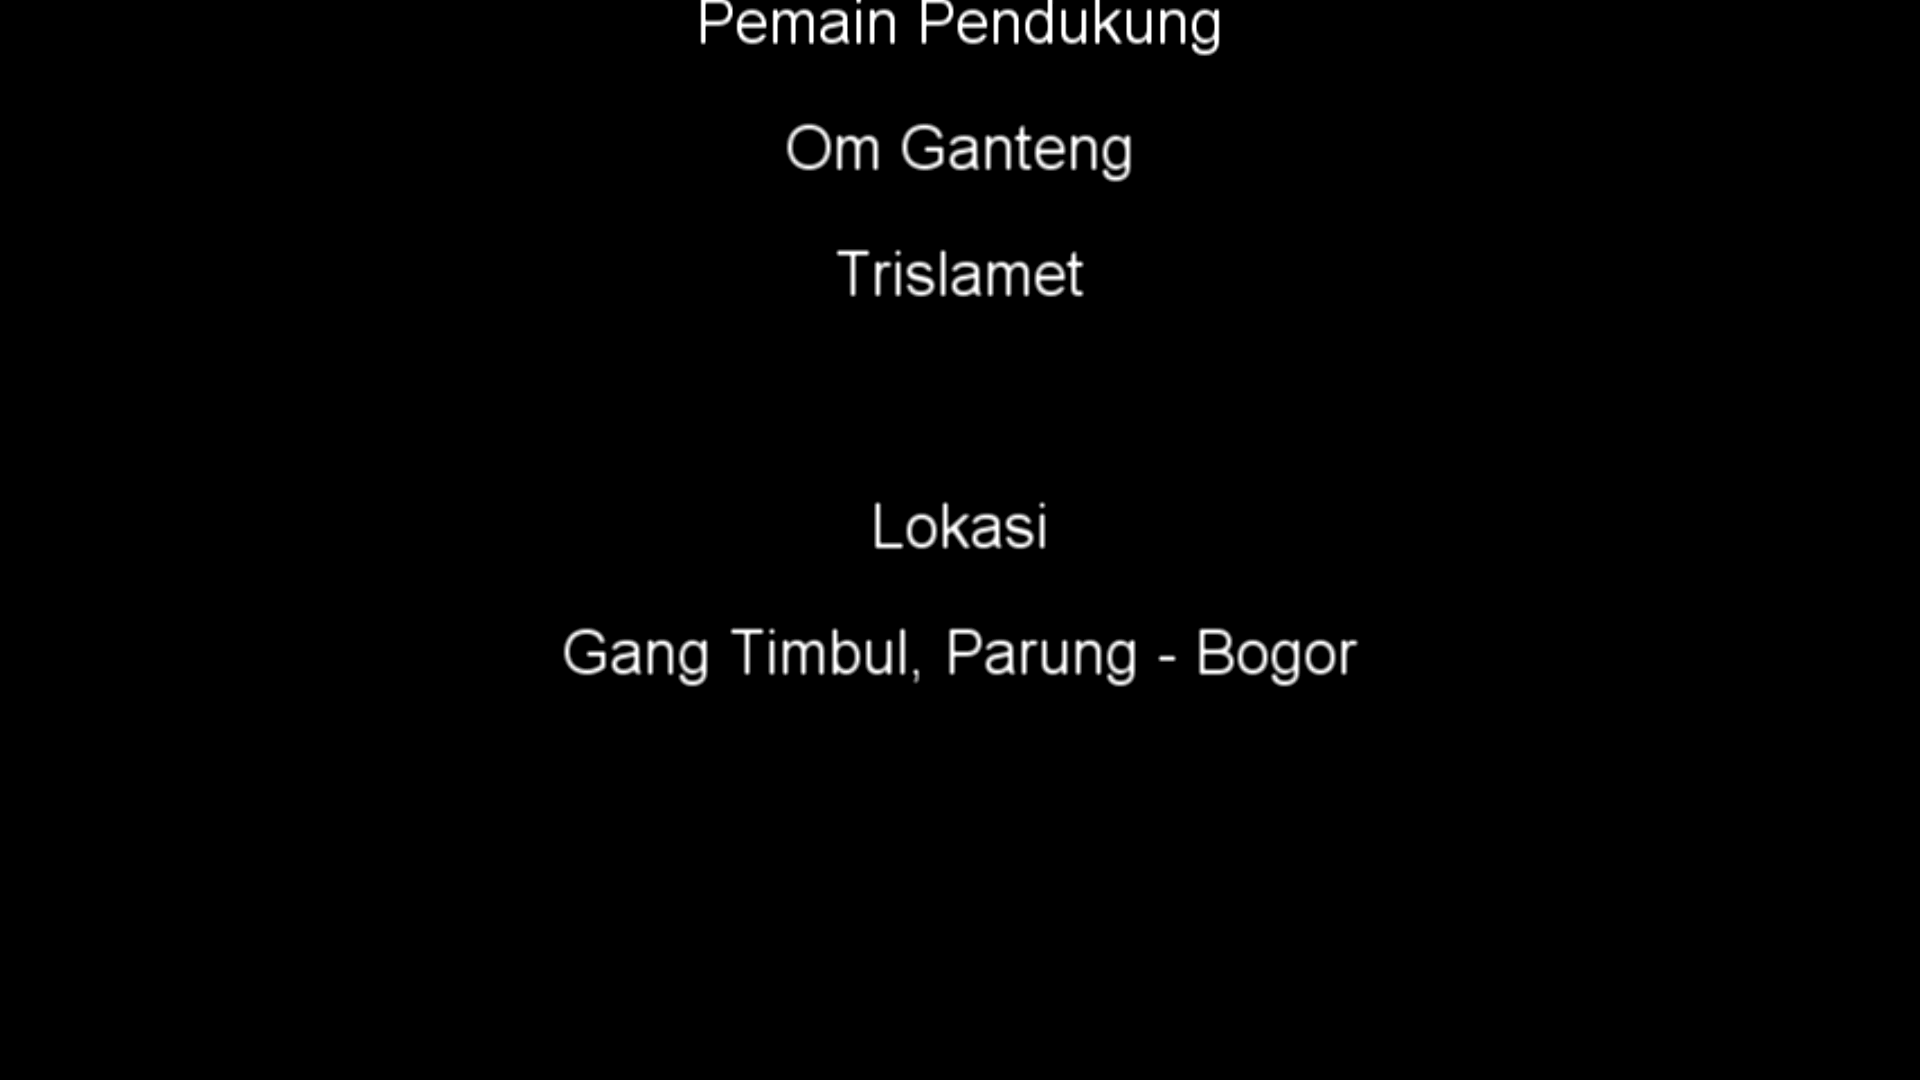 Pemain Pendukung
Om Ganteng
Trislamet
Lokasi
Gang Timbul, Parung - Bogor